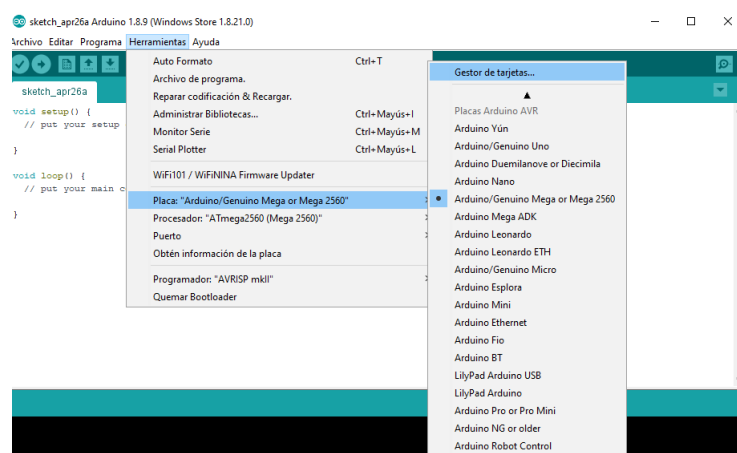 sketch_apr26a Arduino 1.8.9 (Windows Store 1.8.21.0)
Archivo Editar Programa Herramientas Ayuda
sketch_apr26a
void setup() {
// put your setup
}
void loop() {
// put your main c
}
Auto Formato Ctrl+T
Archivo de programa.
Reparar codificación & Recargar.
Administrar Bibliotecas... Ctrl+Mayús+I
Monitor Serie Ctrl+Mayús+M
Serial Plotter Ctrl+Mayús+L
WiFi101 / WiFiNINA Firmware Updater
Placa: "Arduino/Genuino Mega or Mega 2560"
Procesador: "ATmega2560 (Mega 2560)"
Puerto
Obtén información de la placa
Programador: "AVRISP mkII"
Quemar Bootloader
Gestor de tarjetas...
Placas Arduino AVR
Arduino Yún
Arduino/Genuino Uno
Arduino Duemilanove or Diecimila
Arduino Nano
Arduino/Genuino Mega or Mega 2560
Arduino Mega ADK
Arduino Leonardo
Arduino Leonardo ETH
Arduino/Genuino Micro
Arduino Esplora
Arduino Mini
Arduino Ethernet
Arduino Fio
Arduino BT
LilyPad Arduino USB
LilyPad Arduino
Arduino Pro or Pro Mini
Arduino NG or older
Arduino Robot Control